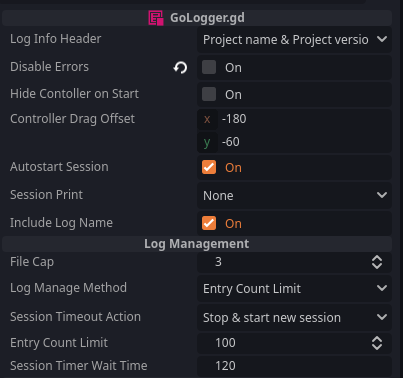 GoLogger.gd
Log Info Header Project name & Project versio
Disable Errors On
Hide Contoller on Start On
Controller Drag Offset x -180
y -60
Autostart Session On
Session Print None
Include Log Name On
Log Management
File Cap 3
Log Manage Method Entry Count Limit
Session Timeout Action Stop & start new session
Entry Count Limit 100
Session Timer Wait Time 120